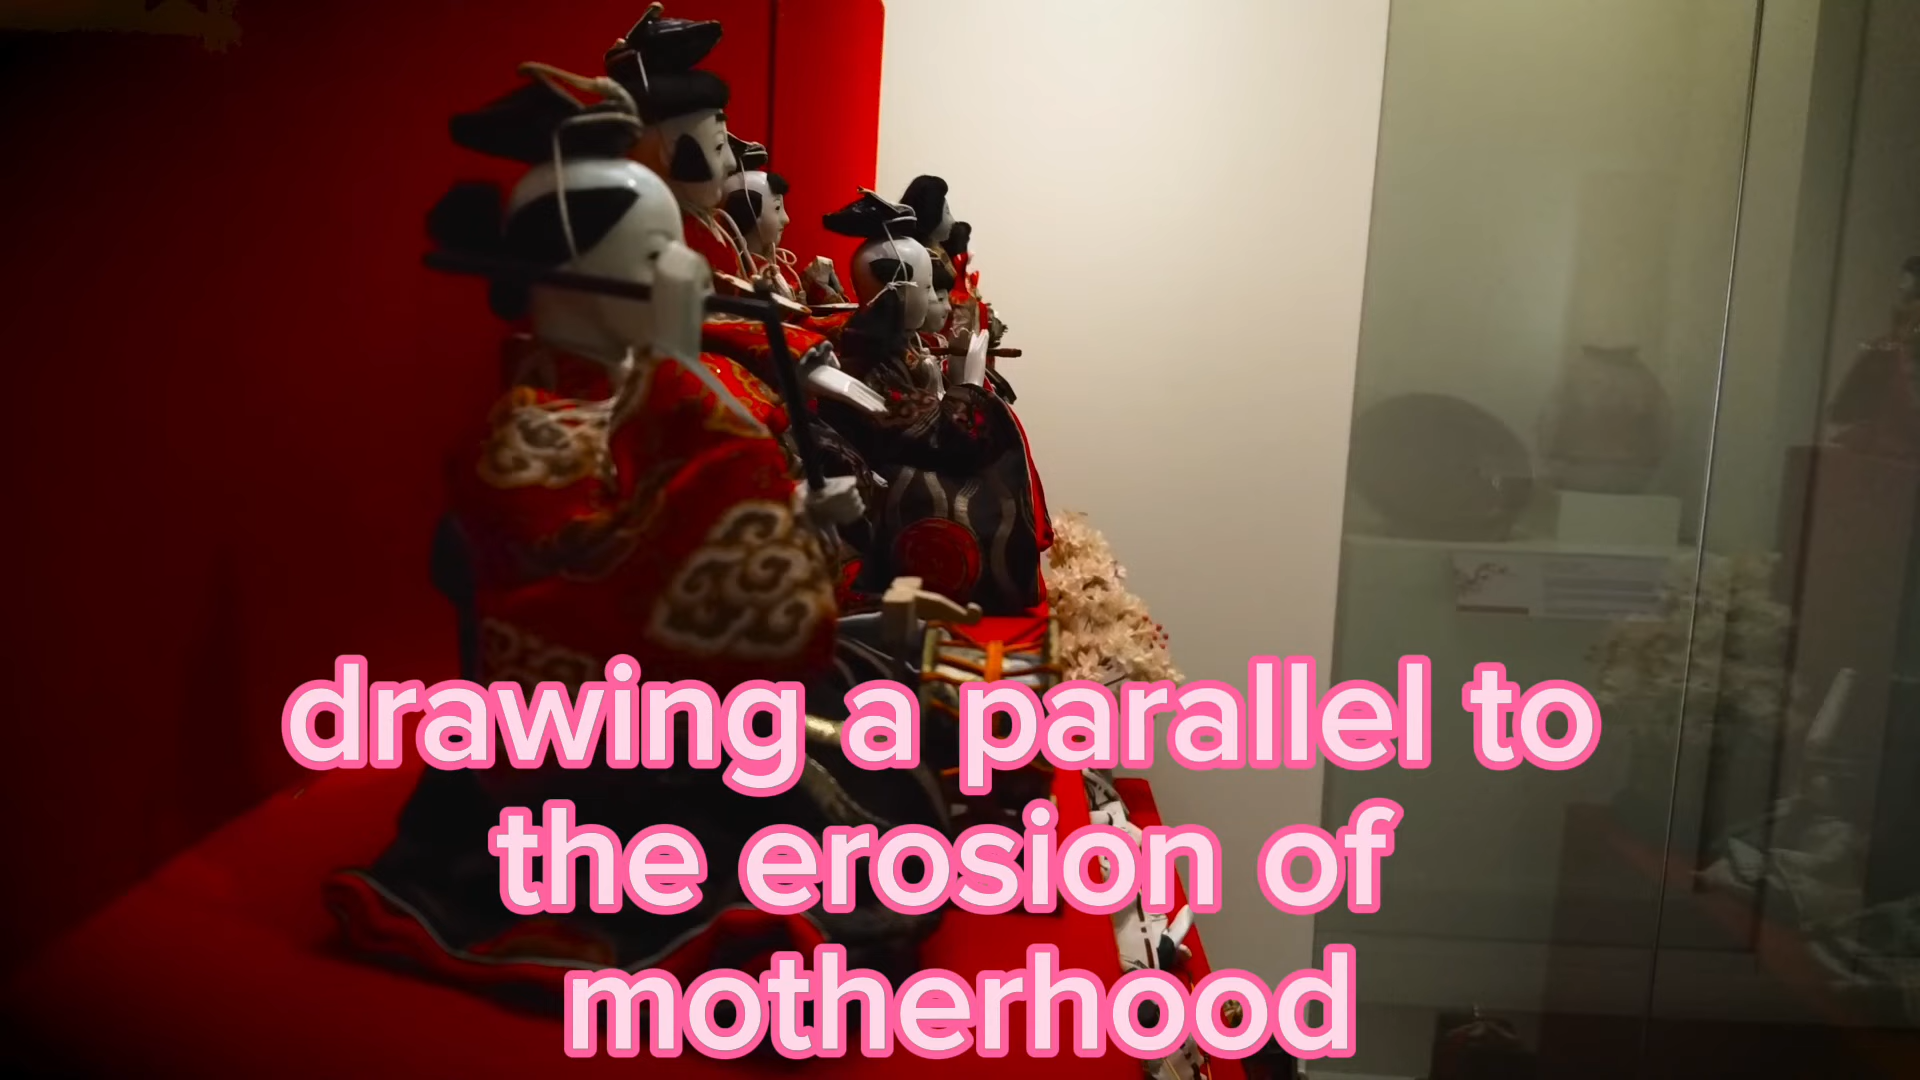 drawing a parallel to
the erosion of
motherhood